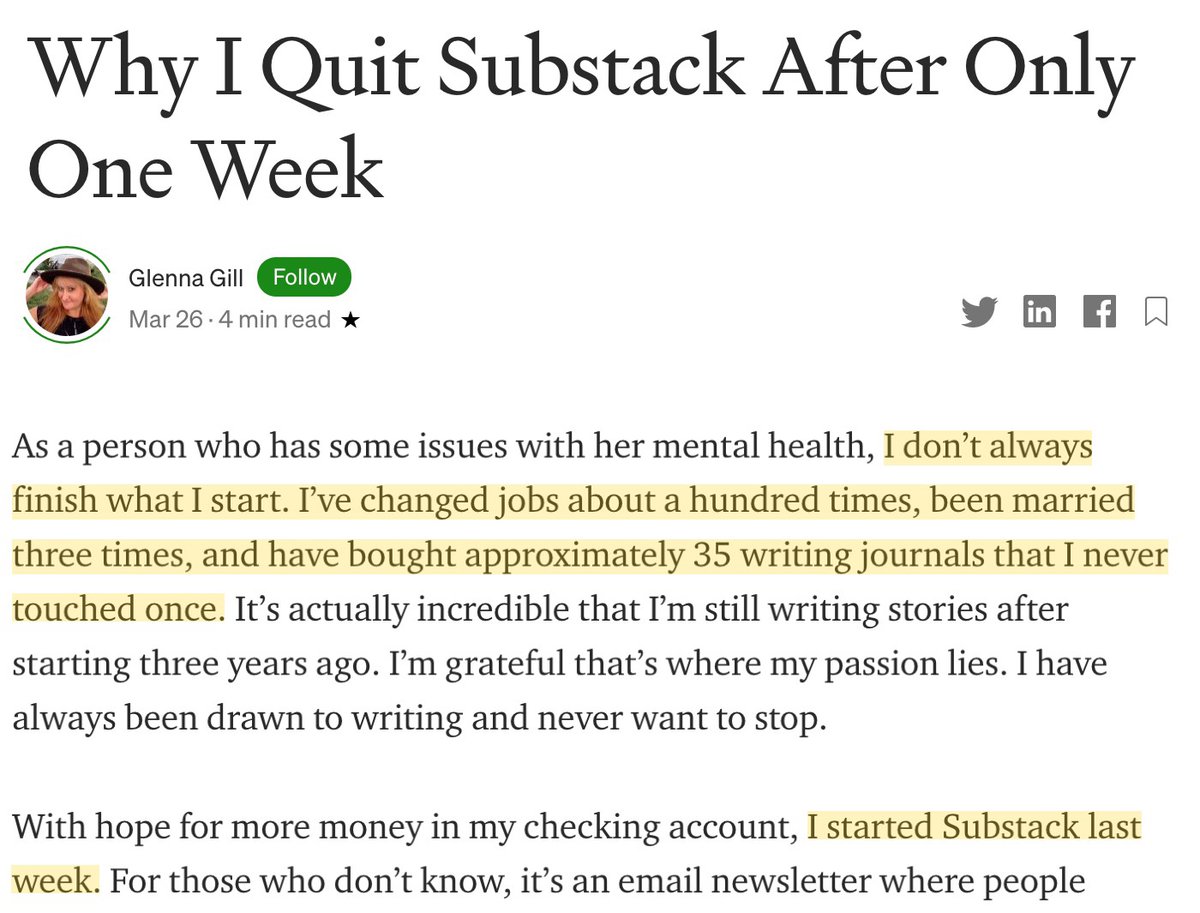 Why I Quit Substack After Only
One Week
Glenna Gill Follow
Mar 26 · 4 min read ★
As a person who has some issues with her mental health, I don’t always
finish what I start. I’ve changed jobs about a hundred times, been married
three times, and have bought approximately 35 writing journals that I never
touched once. It’s actually incredible that I’m still writing stories after
starting three years ago. I’m grateful that’s where my passion lies. I have
always been drawn to writing and never want to stop.
With hope for more money in my checking account, I started Substack last
week. For those who don’t know, it’s an email newsletter where people